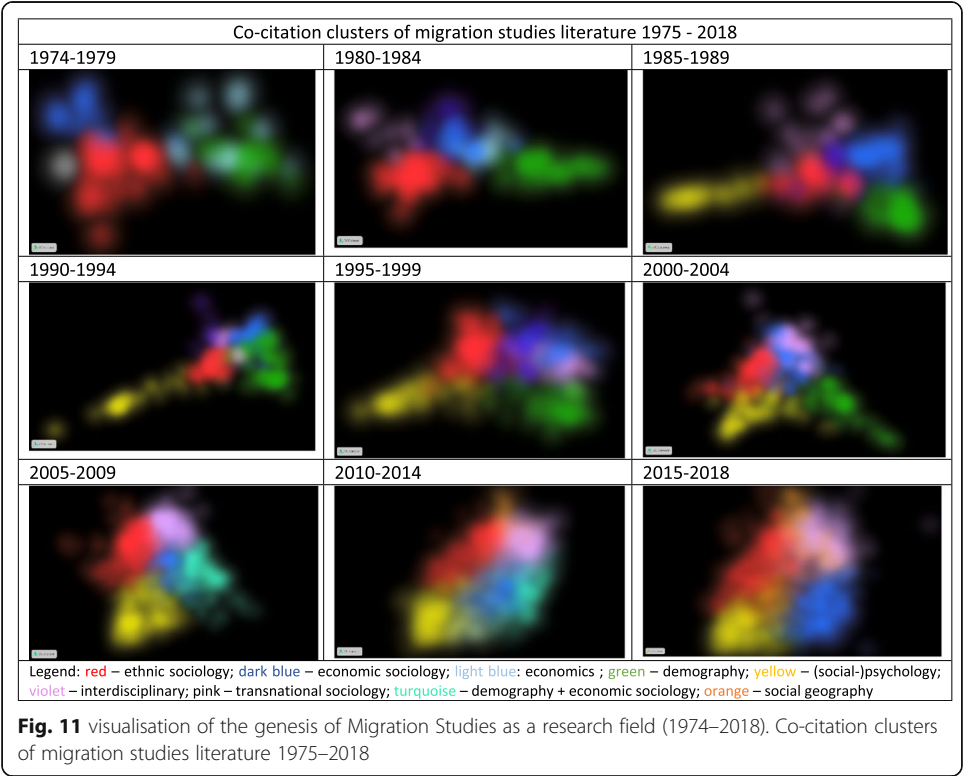 Co-citation clusters of migration studies literature 1975 - 2018
1974-1979 1980-1984 1985-1989
1990-1994 1995-1999 2000-2004
2005-2009 2010-2014 2015-2018
Legend: red – ethnic sociology; dark blue – economic sociology; light blue: economics ; green – demography; yellow – (social-)psychology;
violet – interdisciplinary; pink – transnational sociology; turquoise – demography + economic sociology; orange – social geography
Fig. 11 visualisation of the genesis of Migration Studies as a research field (1974–2018). Co-citation clusters
of migration studies literature 1975–2018